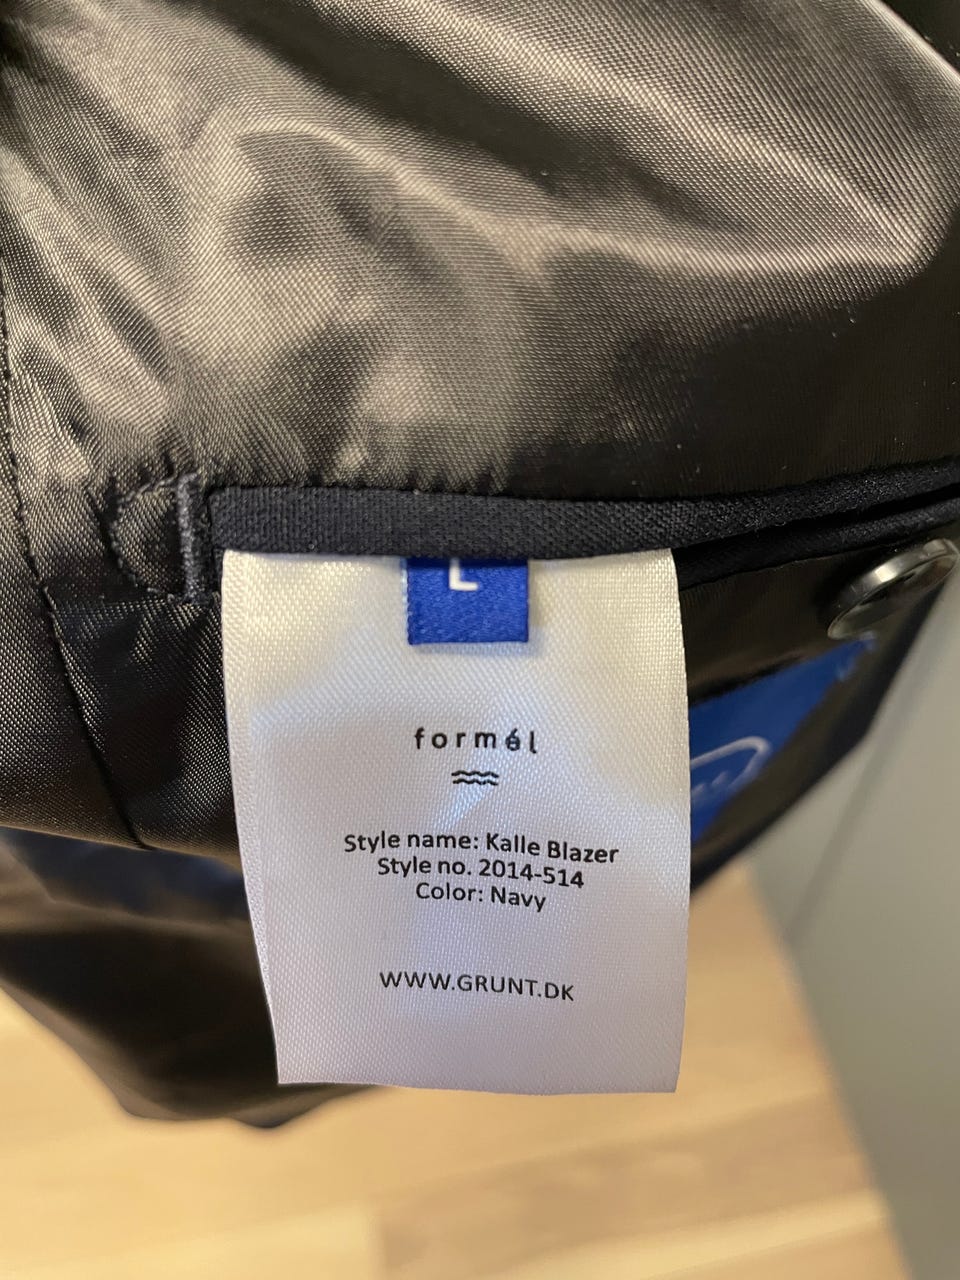 L
formél
Style name: Kalle Blazer
Style no. 2014-514
Color: Navy
WWW.GRUNT.DK